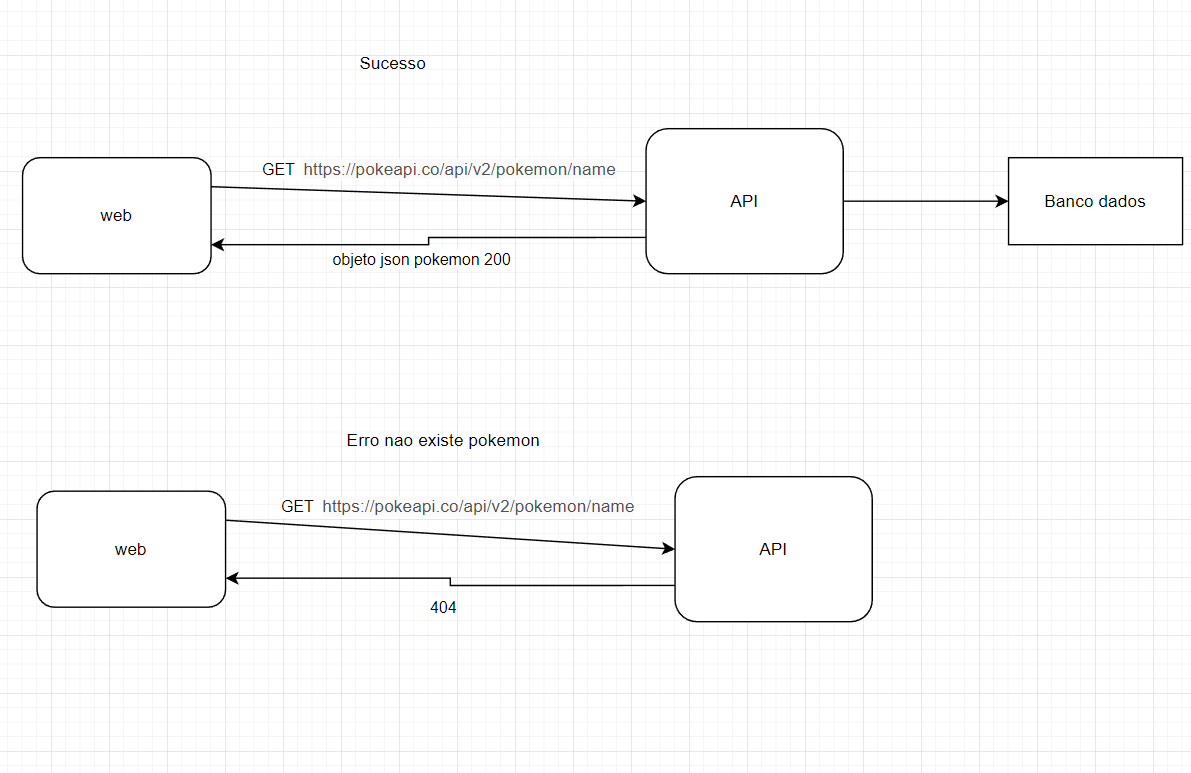 Sucesso
GET https://pokeapi.co/api/v2/pokemon/name
web
API
Banco dados
objeto json pokemon 200
Erro nao existe pokemon
GET https://pokeapi.co/api/v2/pokemon/name
web
API
404